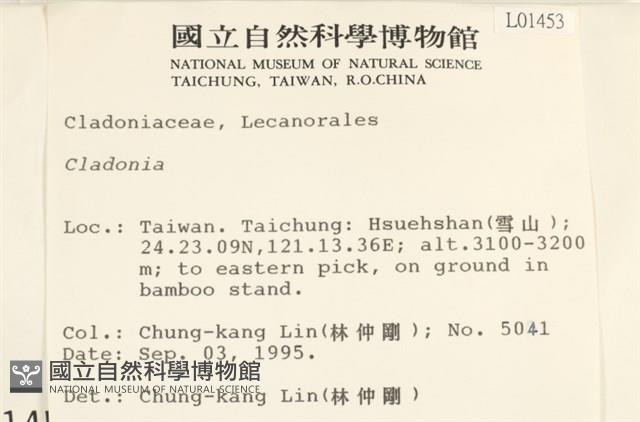 L01453
國立自然科學博物館
NATIONAL MUSEUM OF NATURAL SCIENCE
TAICHUNG, TAIWAN, R.O.CHINA
Cladoniaceae, Lecanorales
Cladonia
Loc.: Taiwan. Taichung: Hsuehshan(雪山);
24.23.09N,121.13.36E; alt.3100-3200
m; to eastern pick, on ground in
bamboo stand.
Col.: Chung-kang Lin(林仲剛); No. 5041
Date: Sep. 03, 1995.
國立自然科學博物館
NATIONAL MUSEUM OF NATURAL SCIENCE
Det.: Chung-kang Lin(林仲剛)